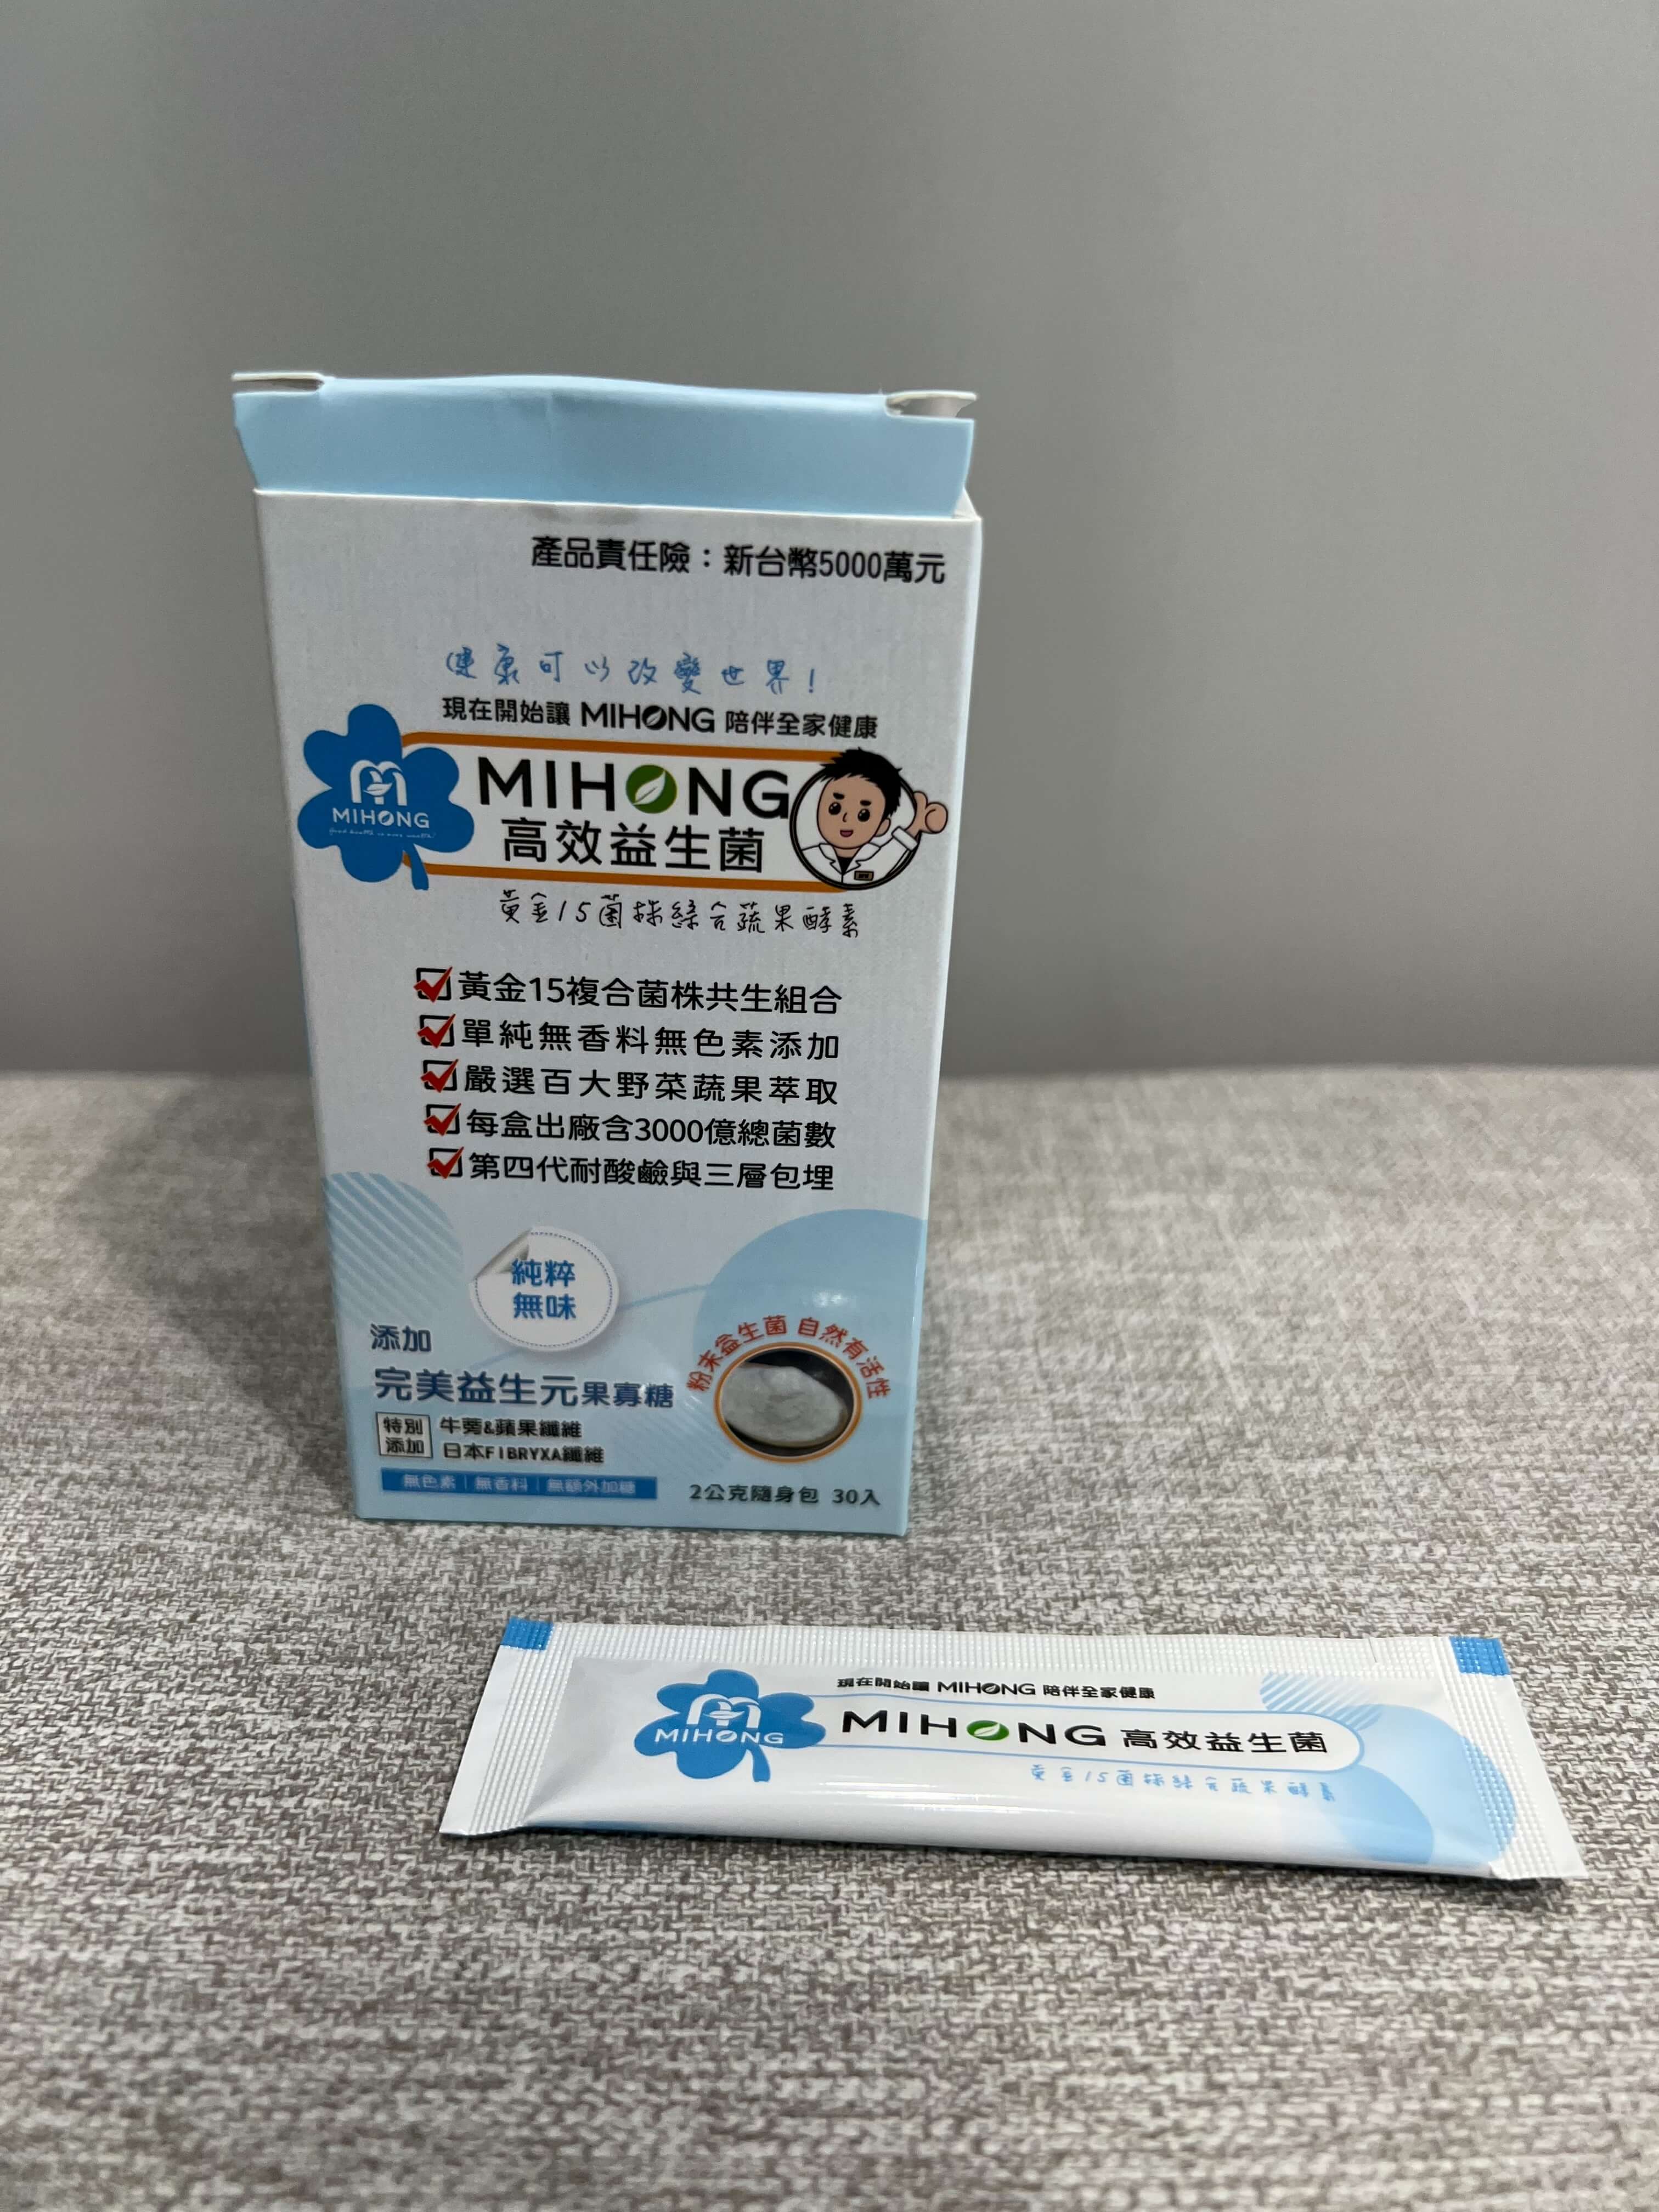 產品責任險：新台幣5000萬元
健康可以改變世界！
現在開始讓 MIHONG 陪伴全家健康
MIHONG
MIHONG
高效益生菌
黃金15菌株綜合蔬果酵素
黃金15複合菌株共生組合
單純無香料無色素添加
嚴選百大野菜蔬果萃取
每盒出廠含3000億總菌數
第四代耐酸鹼與三層包埋
純粹
無味
添加
完美益生元果寡糖
特別添加
牛蒡&蘋果纖維
日本FIBRYXA纖維
無色素｜無香料｜無額外加糖
粉末益生菌 自然有活性
2公克隨身包 30入
現在開始讓 MIHONG 陪伴全家健康
MIHONG
MIHONG 高效益生菌
黃金15菌株綜合蔬果酵素